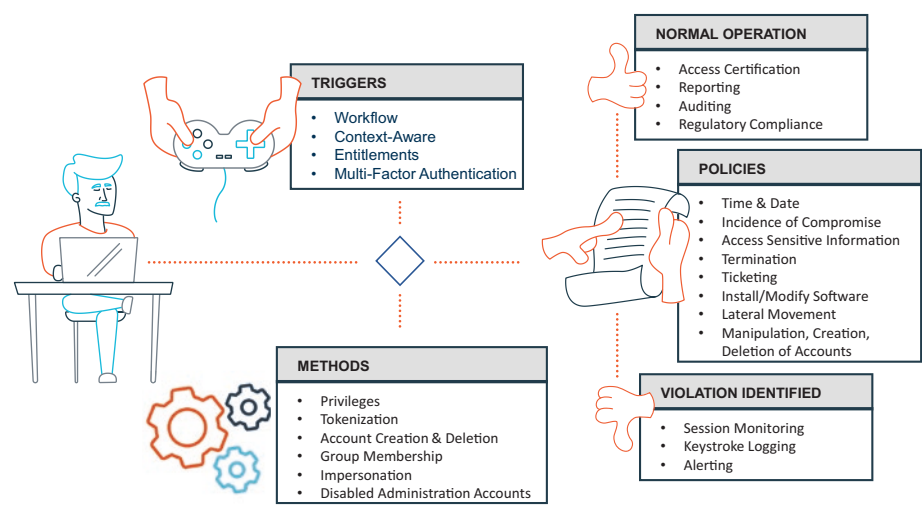 TRIGGERS
• Workflow
• Context-Aware
• Entitlements
• Multi-Factor Authentication
METHODS
• Privileges
• Tokenization
• Account Creation & Deletion
• Group Membership
• Impersonation
• Disabled Administration Accounts
NORMAL OPERATION
• Access Certification
• Reporting
• Auditing
• Regulatory Compliance
POLICIES
• Time & Date
• Incidence of Compromise
• Access Sensitive Information
• Termination
• Ticketing
• Install/Modify Software
• Lateral Movement
• Manipulation, Creation,
Deletion of Accounts
VIOLATION IDENTIFIED
• Session Monitoring
• Keystroke Logging
• Alerting